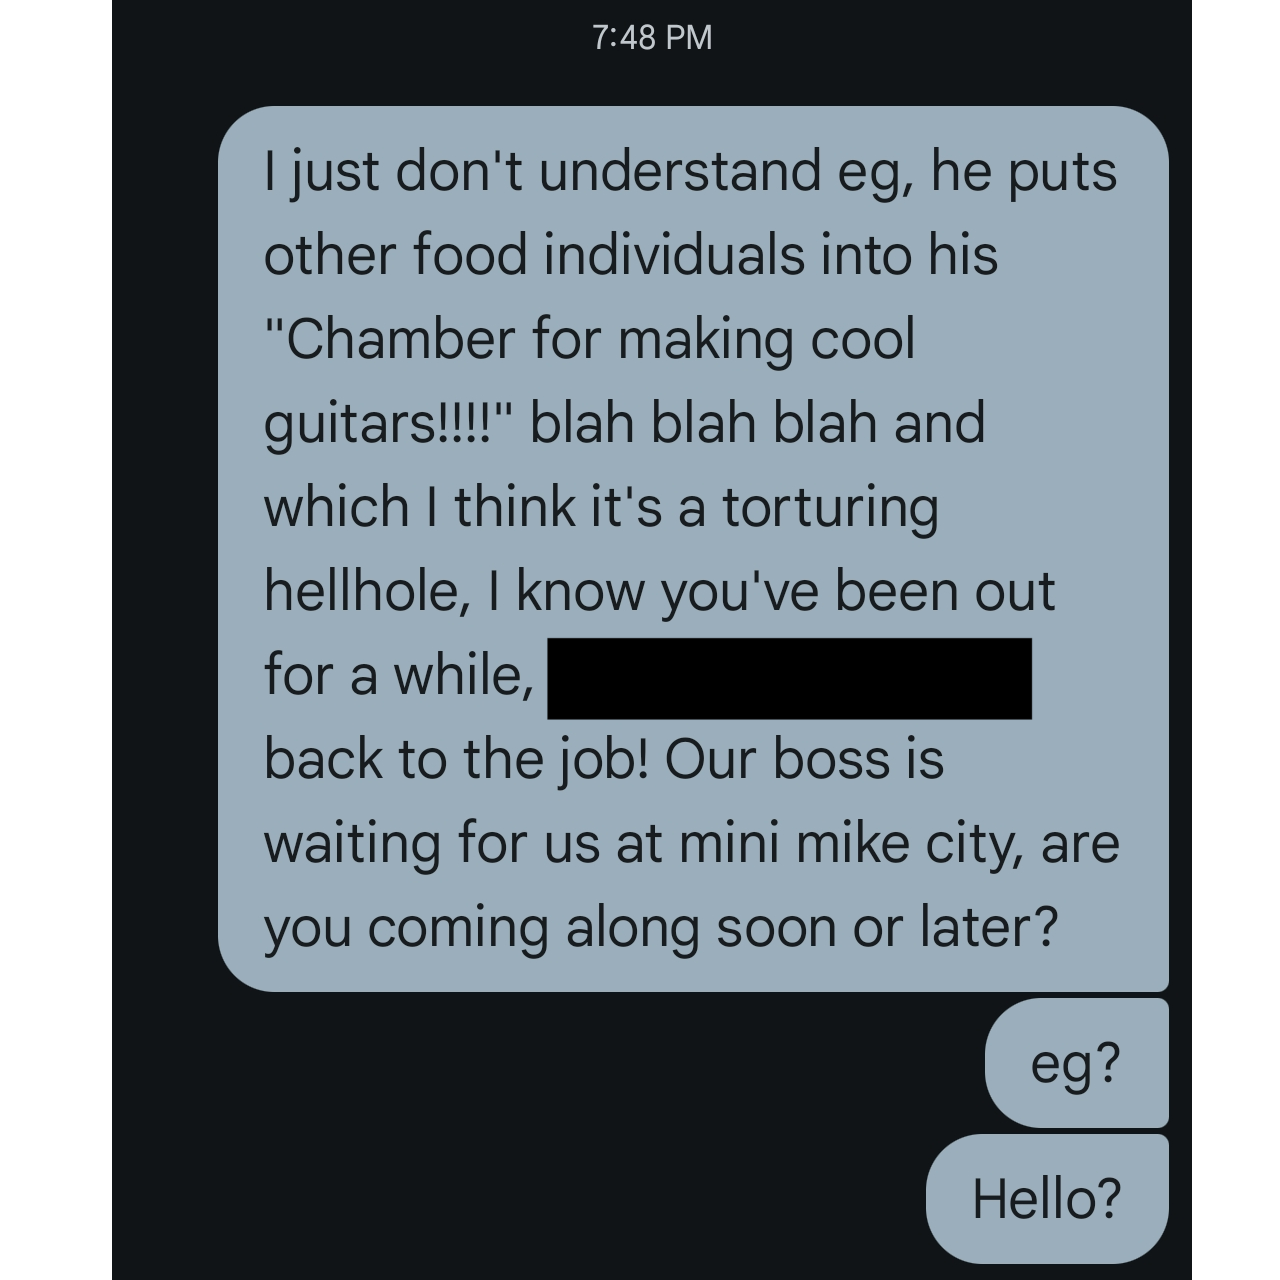 7:48 PM
I just don't understand eg, he puts
other food individuals into his
"Chamber for making cool
guitars!!!!" blah blah blah and
which I think it's a torturing
hellhole, I know you've been out
for a while,
back to the job! Our boss is
waiting for us at mini mike city, are
you coming along soon or later?
eg?
Hello?